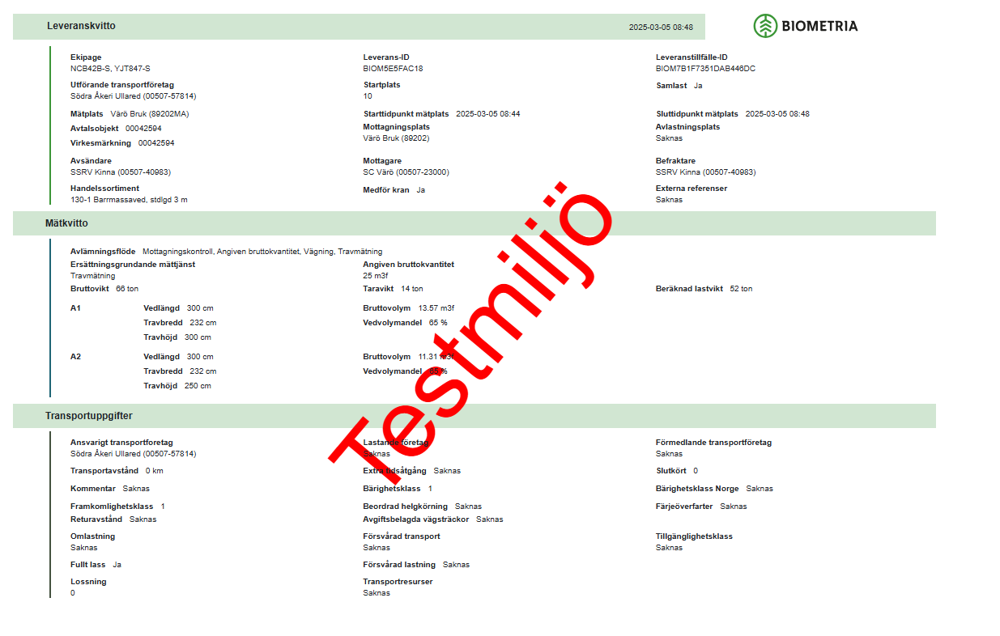 Leveranskvitto 2025-03-05 08:48 BIOMETRIA
Ekipage Leverans-ID Leveranstillfälle-ID
NCB42B-S, YJT847-S BIOM5E5FAC18 BIOM7B1F7351DAB446DC
Utförande transportföretag Startplats Samlast Ja
Södra Åkeri Ullared (00507-57814) 10
Mätplats Värö Bruk (89202MA) Starttidpunkt mätplats 2025-03-05 08:44 Sluttidpunkt mätplats 2025-03-05 08:48
Avtalsobjekt 00042594 Mottagningsplats Avlastningsplats
Värö Bruk (89202) Saknas
Virkesmärkning 00042594
Avsändare Mottagare Befraktare
SSRV Kinna (00507-40983) SC Värö (00507-23000) SSRV Kinna (00507-40983)
Handelssortiment Medför kran Ja Externa referenser
130-1 Barrmassaved, stdlgd 3 m Saknas
Mätkvitto
Avlämningsflöde Mottagningskontroll, Angiven bruttokvantitet, Vägning, Travmätning
Ersättningsgrundande mättjänst Angiven bruttokvantitet
Travmätning 25 m3f
Bruttovikt 66 ton Taravikt 14 ton Beräknad lastvikt 52 ton
A1 Vedlängd 300 cm Bruttovolym 13.57 m3f
Travbredd 232 cm Vedvolymandel 65 %
Travhöjd 300 cm
A2 Vedlängd 300 cm Bruttovolym 11.31 m3f
Travbredd 232 cm Vedvolymandel %
Travhöjd 250 cm
Testmiljö
Transportuppgifter
Ansvarigt transportforetag Lastande företag Förmedlande transportföretag
Södra Åkeri Ullared (00507-57814) Saknas Saknas
Transportavstånd 0 km Extra tidsåtgång Saknas Slutkört 0
Kommentar Saknas Bärighetsklass 1 Bärighetsklass Norge Saknas
Framkomlighetsklass 1 Beordrad helgkörning Saknas Färjeöverfarter Saknas
Returavstånd Saknas Avgiftsbelagda vägsträckor Saknas
Omlastning Försvårad transport Tillgänglighetsklass
Saknas Saknas Saknas
Fullt lass Ja Försvårad lastning Saknas
Lossning Transportresurser
0 Saknas